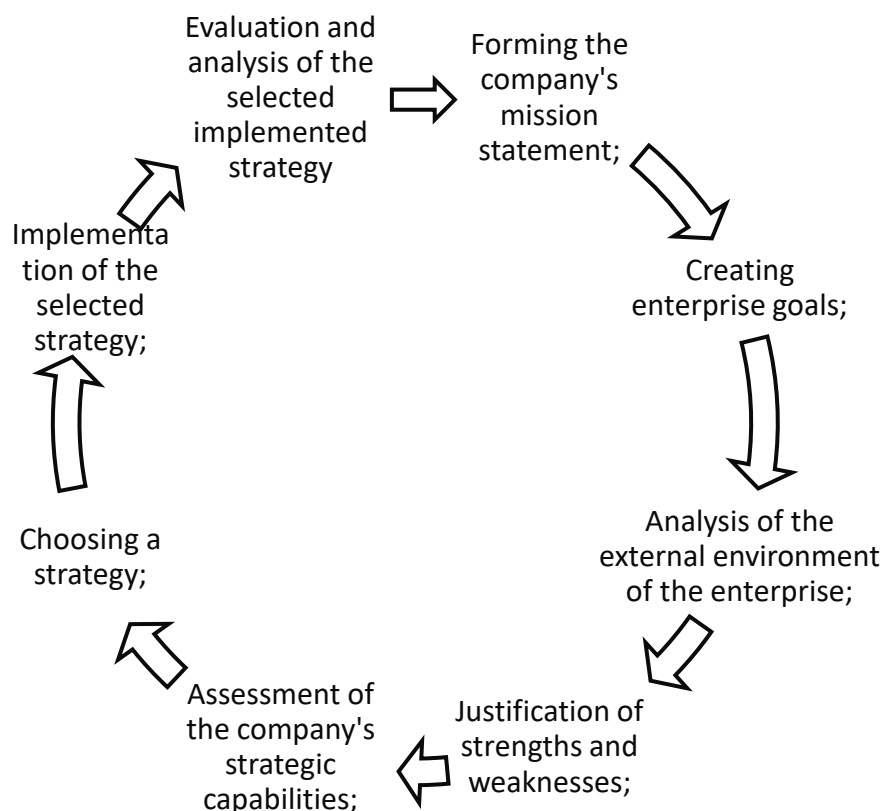 Evaluation and
analysis of the
selected
implemented
strategy
Forming the
company's
mission
statement;
Creating
enterprise goals;
Analysis of the
external environment
of the enterprise;
Justification of
strengths and
weaknesses;
Assessment of
the company's
strategic
capabilities;
Choosing a
strategy;
Implementa
tion of the
selected
strategy;